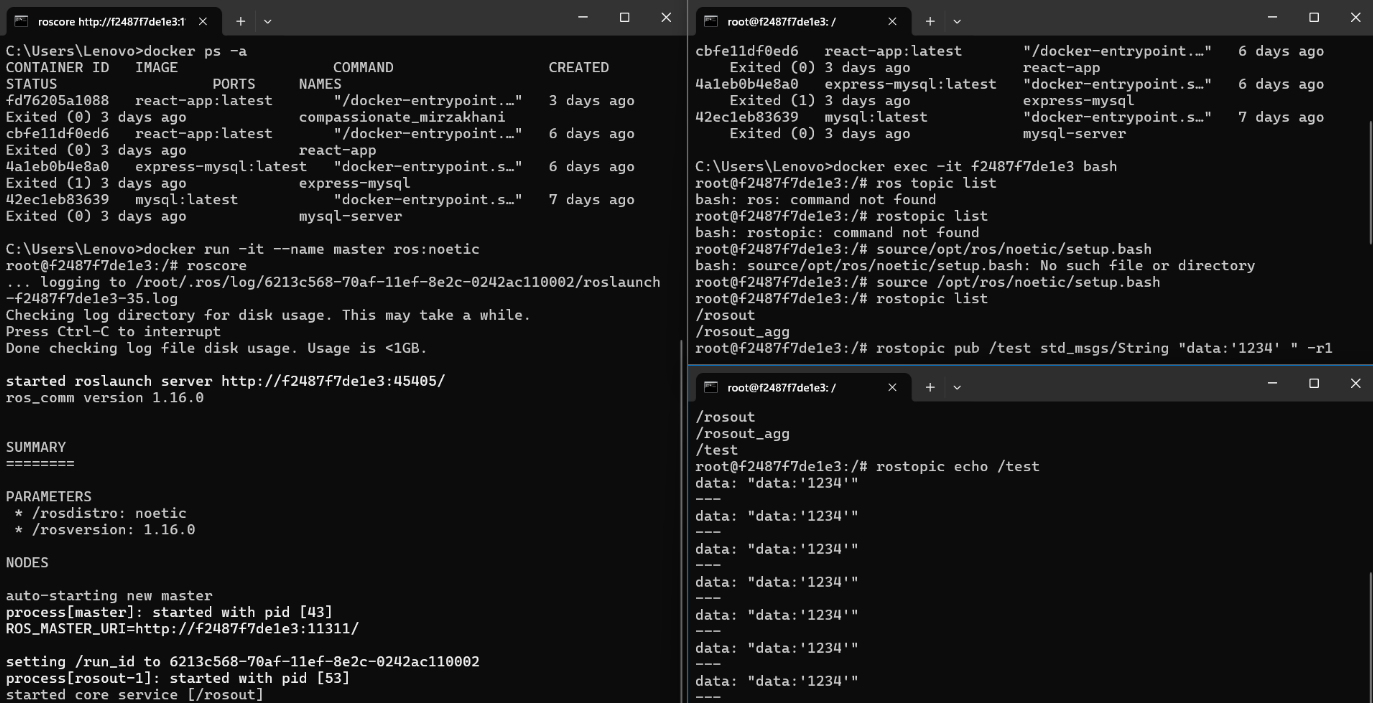 roscore http://f2487f7de1e3:1
C:\Users\Lenovo>docker ps -a
CONTAINER ID   IMAGE                  COMMAND                  CREATED
STATUS                   PORTS     NAMES
fd76205a1088   react-app:latest       "/docker-entrypoint.…"   3 days ago
Exited (0) 3 days ago              compassionate_mirzakhani
cbfe11df0ed6   react-app:latest       "/docker-entrypoint.…"   6 days ago
Exited (0) 3 days ago              react-app
4a1eb0b4e8a0   express-mysql:latest   "docker-entrypoint.s…"   6 days ago
Exited (1) 3 days ago              express-mysql
42ec1eb83639   mysql:latest           "docker-entrypoint.s…"   7 days ago
Exited (0) 3 days ago              mysql-server
C:\Users\Lenovo>docker run -it --name master ros:noetic
root@f2487f7de1e3:/# roscore
... logging to /root/.ros/log/6213c568-70af-11ef-8e2c-0242ac110002/roslaunch
-f2487f7de1e3-35.log
Checking log directory for disk usage. This may take a while.
Press Ctrl-C to interrupt
Done checking log file disk usage. Usage is <1GB.
started roslaunch server http://f2487f7de1e3:45405/
ros_comm version 1.16.0
SUMMARY
========
PARAMETERS
 * /rosdistro: noetic
 * /rosversion: 1.16.0
NODES
auto-starting new master
process[master]: started with pid [43]
ROS_MASTER_URI=http://f2487f7de1e3:11311/
setting /run_id to 6213c568-70af-11ef-8e2c-0242ac110002
process[rosout-1]: started with pid [53]
started core service [/rosout]
root@f2487f7de1e3: /
cbfe11df0ed6   react-app:latest       "/docker-entrypoint.…"   6 days ago
    Exited (0) 3 days ago             react-app
4a1eb0b4e8a0   express-mysql:latest   "docker-entrypoint.s…"   6 days ago
    Exited (1) 3 days ago             express-mysql
42ec1eb83639   mysql:latest           "docker-entrypoint.s…"   7 days ago
    Exited (0) 3 days ago             mysql-server
C:\Users\Lenovo>docker exec -it f2487f7de1e3 bash
root@f2487f7de1e3:/# ros topic list
bash: ros: command not found
root@f2487f7de1e3:/# rostopic list
bash: rostopic: command not found
root@f2487f7de1e3:/# source/opt/ros/noetic/setup.bash
bash: source/opt/ros/noetic/setup.bash: No such file or directory
root@f2487f7de1e3:/# source /opt/ros/noetic/setup.bash
root@f2487f7de1e3:/# rostopic list
/rosout
/rosout_agg
root@f2487f7de1e3:/# rostopic pub /test std_msgs/String "data:'1234' " -r1
root@f2487f7de1e3: /
/rosout
/rosout_agg
/test
root@f2487f7de1e3:/# rostopic echo /test
data: "data:'1234'"
---
data: "data:'1234'"
---
data: "data:'1234'"
---
data: "data:'1234'"
---
data: "data:'1234'"
---
data: "data:'1234'"
---
data: "data:'1234'"
---